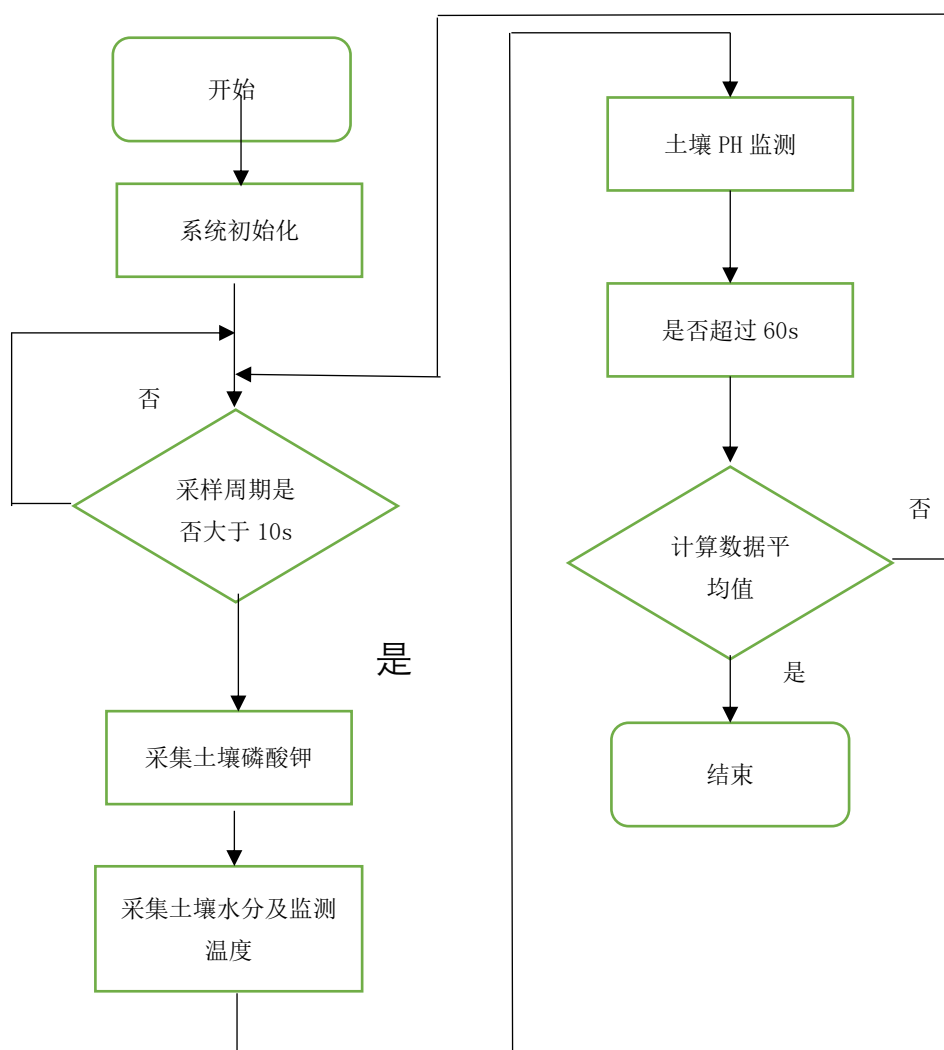 开始
系统初始化
否
采样周期是
否大于 10s
是
采集土壤磷酸钾
采集土壤水分及监测
温度
土壤 PH 监测
是否超过 60s
否
计算数据平
均值
是
结束